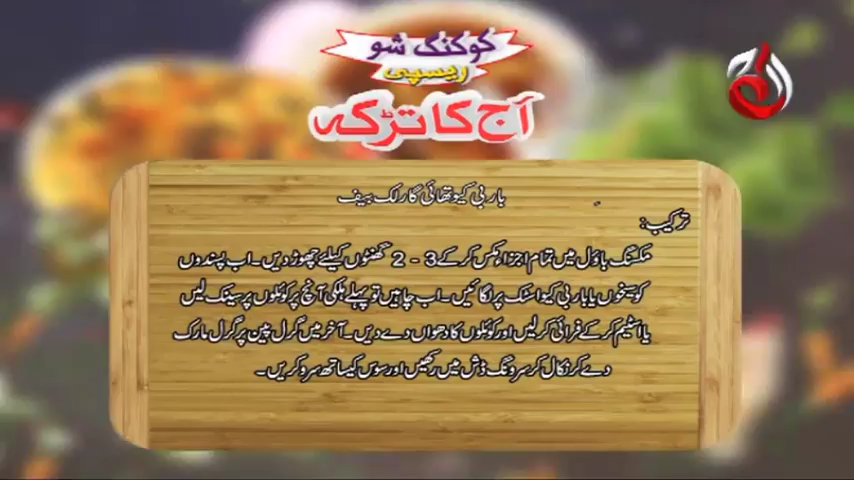 کوکنگ شو
ریسپی
آج کا تڑکہ
آج
باربی کیو تھائی گارلک بیف
ترکیب:
مکسنگ باؤل میں تمام اجزاء مکس کر کے 3 - 2 گھنٹوں کیلیے چھوڑ دیں۔ اب پسندوں
کو سیخوں یا باربی کیو اسٹک پر لگائیں۔ اب چاہیں تو پہلے ہلکی آنچ پر کوئلوں پر سینک لیں
یا اسٹیم کر کے فرائی کر لیں اور کوئلوں کا دھواں دے دیں۔ آخر میں گرل پین پر گرل مارک
دے کر نکال کر سرونگ ڈش میں رکھیں اور سوس کیساتھ سرو کریں۔